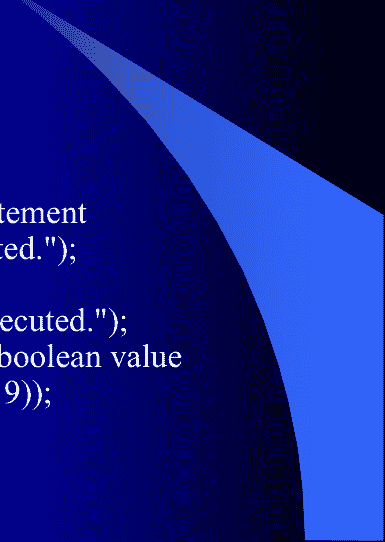 tement
ted.");
ecuted.");
boolean value
9));